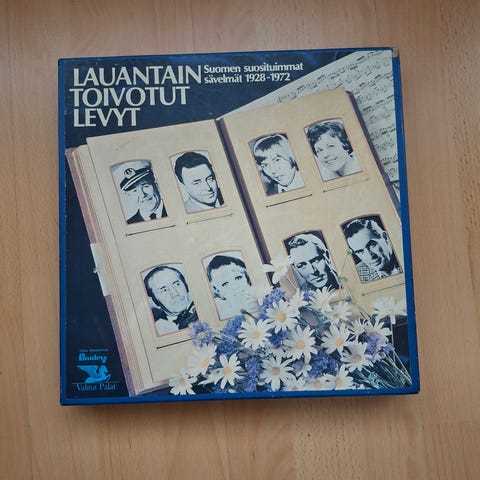 LAUANTAIN
TOIVOTUT
LEVYT
Suomen suosituimmat
sävelmät 1928-1972
Valitut Palat